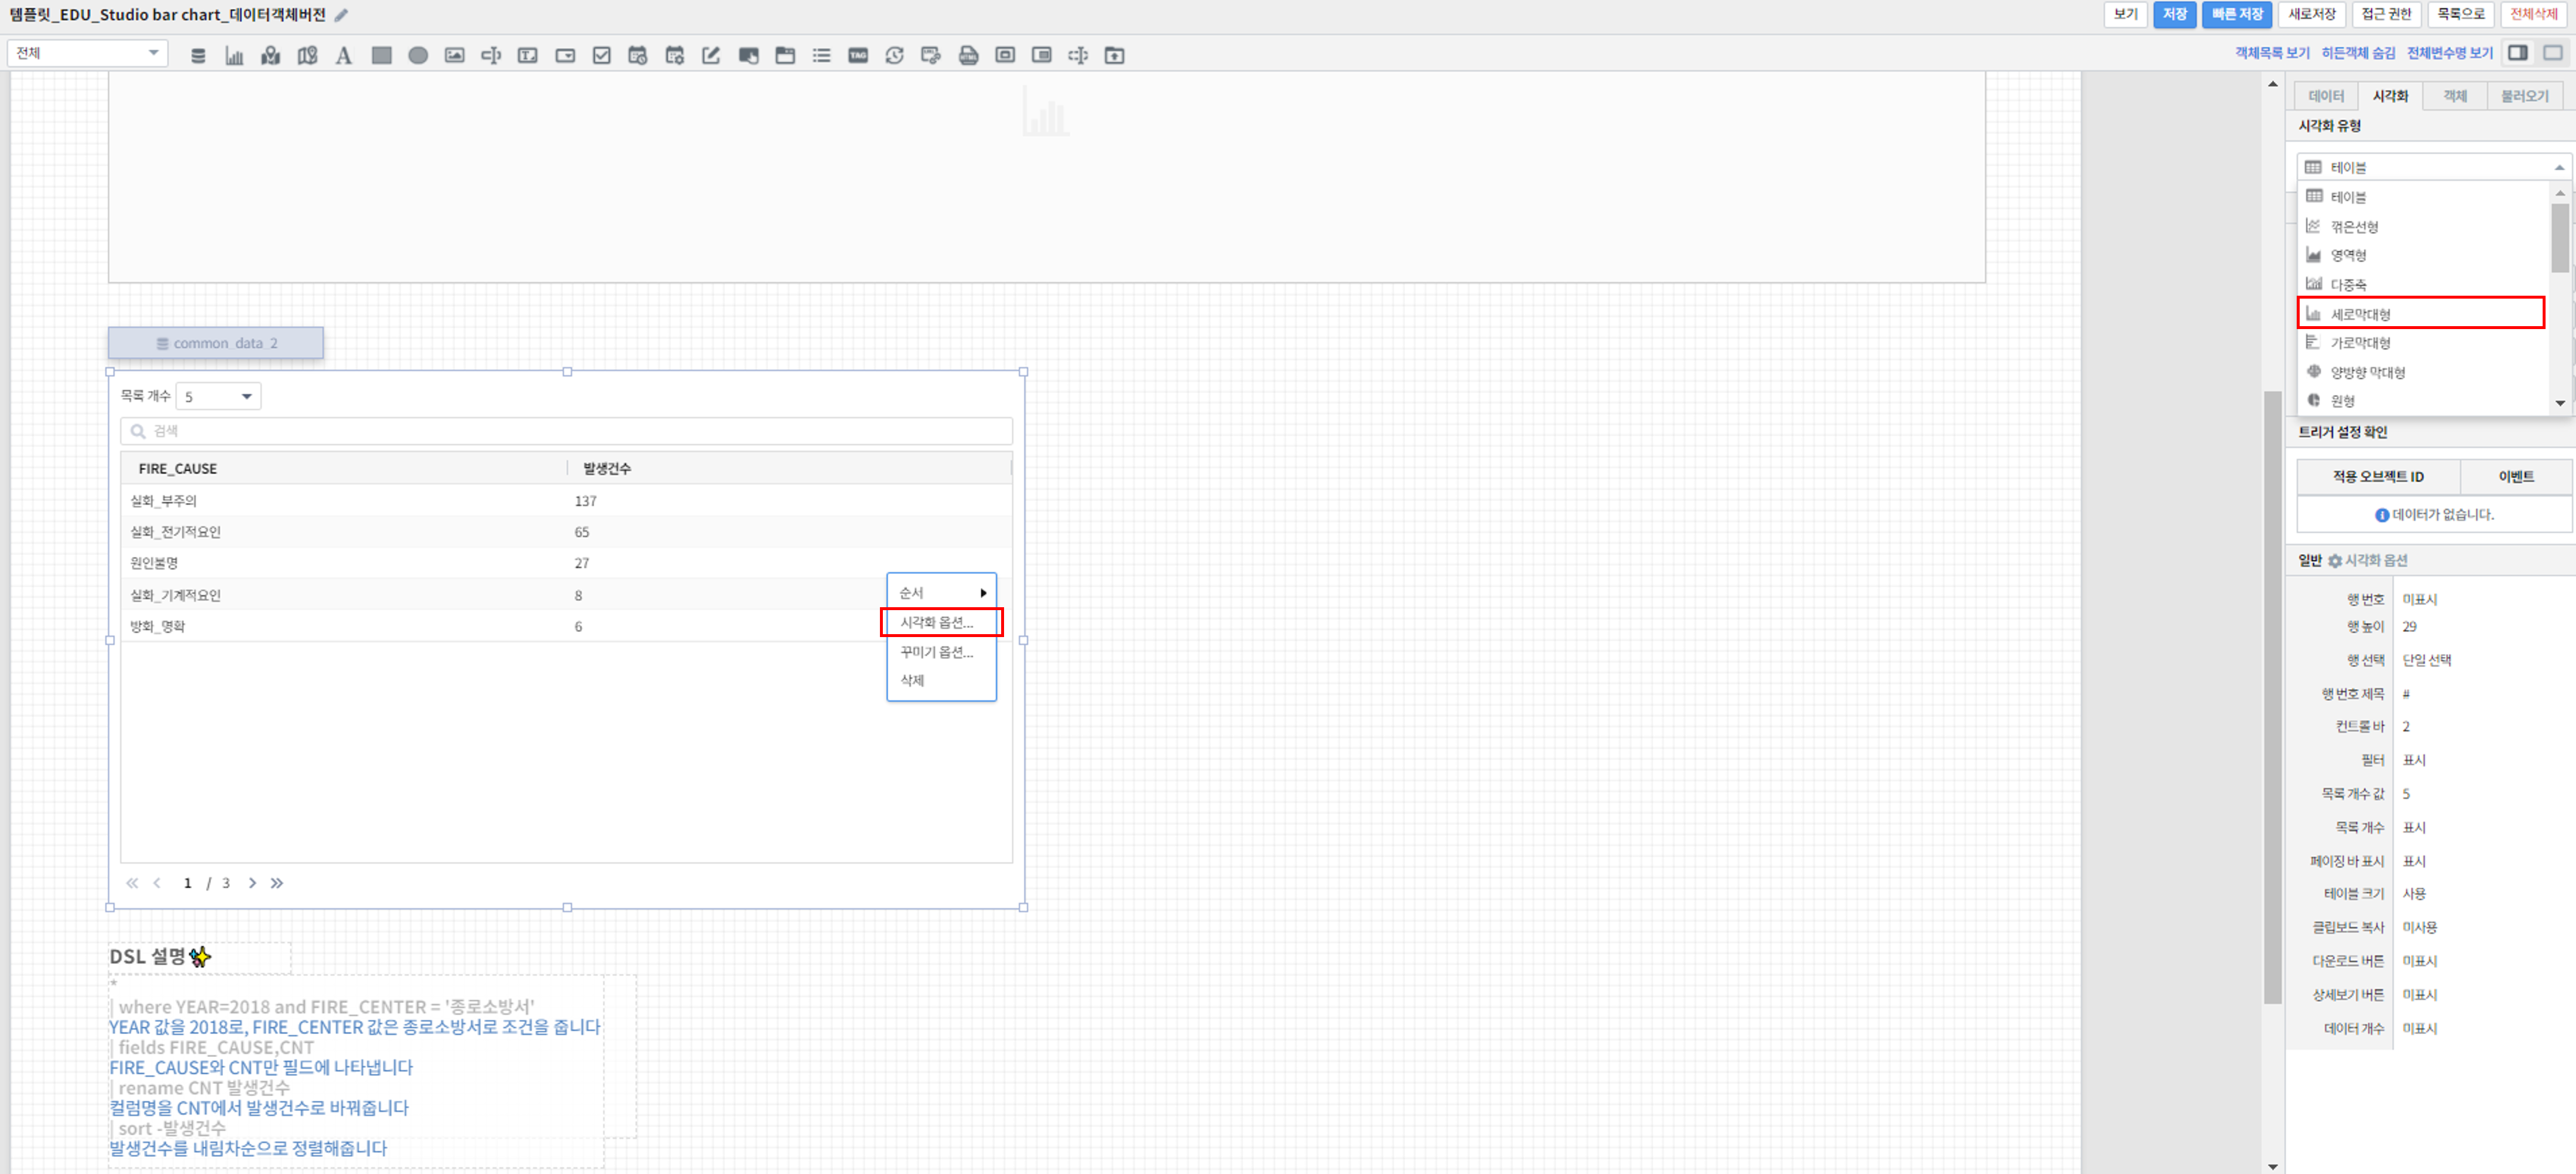 템플릿_EDU_Studio bar chart_데이터객체버전
보기 저장 빠른 저장 새로저장 접근 권한 목록으로 전체삭제
전체
객체목록 보기 히든객체 숨김 전체변수명 보기
데이터 시각화 객체 불러오기
시각화 유형
테이블
테이블
꺾은선형
영역형
다중축
세로막대형
가로막대형
양방향 막대형
원형
트리거 설정 확인
적용 오브젝트 ID 이벤트
데이터가 없습니다.
일반 시각화 옵션
행 번호 미표시
행 높이 29
행 선택 단일 선택
행 번호 제목 #
컨트롤 바 2
필터 표시
목록 개수 값 5
목록 개수 표시
페이징 바 표시 표시
테이블 크기 사용
클립보드 복사 미사용
다운로드 버튼 미표시
상세보기 버튼 미표시
데이터 개수 미표시
common_data_2
목록 개수 5
검색
FIRE_CAUSE 발생건수
실화_부주의 137
실화_전기적요인 65
원인불명 27
실화_기계적요인 8
방화_명확 6
순서
시각화 옵션...
꾸미기 옵션...
삭제
1 / 3
DSL 설명
*
| where YEAR=2018 and FIRE_CENTER = '종로소방서'
YEAR 값을 2018로, FIRE_CENTER 값은 종로소방서로 조건을 줍니다
| fields FIRE_CAUSE,CNT
FIRE_CAUSE와 CNT만 필드에 나타냅니다
| rename CNT 발생건수
컬럼명을 CNT에서 발생건수로 바꿔줍니다
| sort -발생건수
발생건수를 내림차순으로 정렬해줍니다